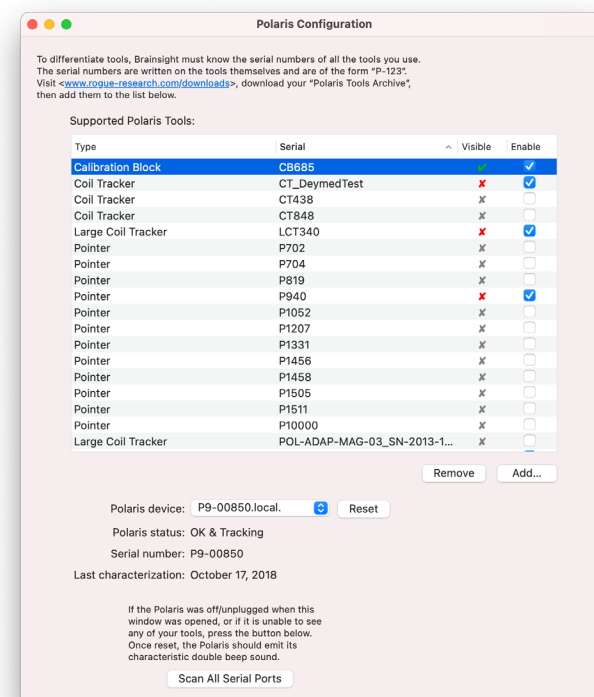 Polaris Configuration
To differentiate tools, Brainsight must know the serial numbers of all the tools you use.
The serial numbers are written on the tools themselves and are of the form “P-123”.
Visit <www.rogue-research.com/downloads>, download your “Polaris Tools Archive”,
then add them to the list below.
Supported Polaris Tools:
Type Serial Visible Enable
Calibration Block CB685
Coil Tracker CT_DeymedTest
Coil Tracker CT438
Coil Tracker CT848
Large Coil Tracker LCT340
Pointer P702
Pointer P704
Pointer P819
Pointer P940
Pointer P1052
Pointer P1207
Pointer P1331
Pointer P1456
Pointer P1458
Pointer P1505
Pointer P1511
Pointer P10000
Large Coil Tracker POL-ADAP-MAG-03_SN-2013-1...
Remove Add...
Polaris device: P9-00850.local. Reset
Polaris status: OK & Tracking
Serial number: P9-00850
Last characterization: October 17, 2018
If the Polaris was off/unplugged when this
window was opened, or if it is unable to see
any of your tools, press the button below.
Once reset, the Polaris should emit its
characteristic double beep sound.
Scan All Serial Ports